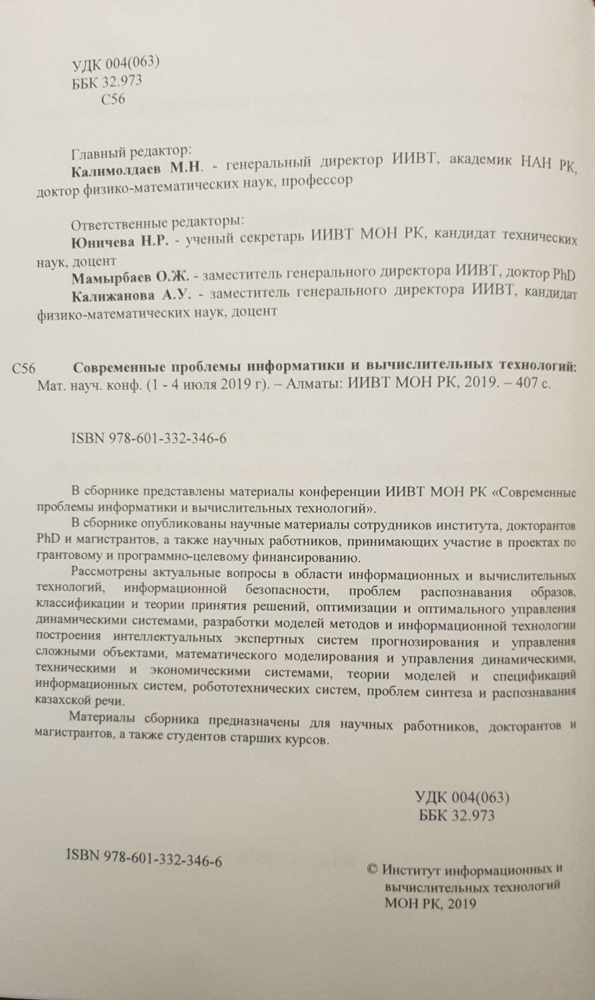 УДК 004(063)
ББК 32.973
С56
Главный редактор:
Калимолдаев М.Н. - генеральный директор ИИВТ, академик НАН РК,
доктор физико-математических наук, профессор
Ответственные редакторы:
Юничева Н.Р. - ученый секретарь ИИВТ МОН РК, кандидат технических
наук, доцент
Мамырбаев О.Ж. - заместитель генерального директора ИИВТ, доктор PhD
Калижанова А.У. - заместитель генерального директора ИИВТ, кандидат
физико-математических наук, доцент
С56 Современные проблемы информатики и вычислительных технологий:
Мат. науч. конф. (1 - 4 июля 2019 г). – Алматы: ИИВТ МОН РК, 2019. – 407 с.
ISBN 978-601-332-346-6
В сборнике представлены материалы конференции ИИВТ МОН РК «Современные
проблемы информатики и вычислительных технологий».
В сборнике опубликованы научные материалы сотрудников института, докторантов
PhD и магистрантов, а также научных работников, принимающих участие в проектах по
грантовому и программно-целевому финансированию.
Рассмотрены актуальные вопросы в области информационных и вычислительных
технологий, информационной безопасности, проблем распознавания образов,
классификации и теории принятия решений, оптимизации и оптимального управления
динамическими системами, разработки моделей методов и информационной технологии
построения интеллектуальных экспертных систем прогнозирования и управления
сложными объектами, математического моделирования и управления динамическими,
техническими и экономическими системами, теории моделей и спецификаций
информационных систем, робототехнических систем, проблем синтеза и распознавания
казахской речи.
Материалы сборника предназначены для научных работников, докторантов и
магистрантов, а также студентов старших курсов.
УДК 004(063)
ББК 32.973
ISBN 978-601-332-346-6
© Институт информационных и
вычислительных технологий
МОН РК, 2019